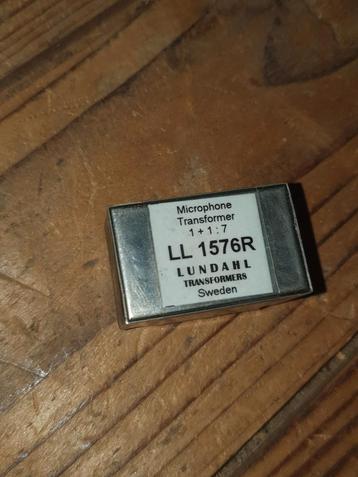 Microphone
Transformer
1 + 1 : 7
LL 1576R
LUNDAHL
TRANSFORMERS
Sweden